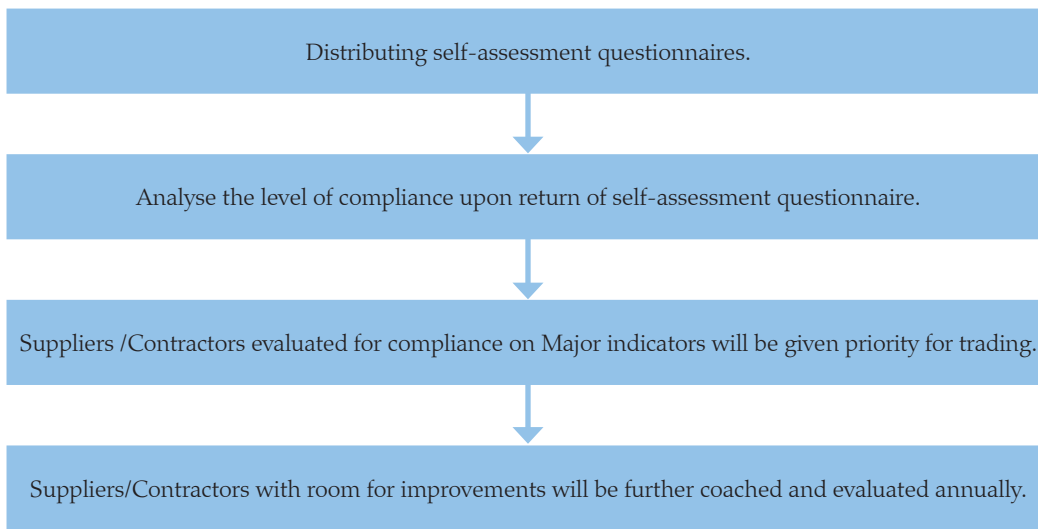 Distributing self-assessment questionnaires.
Analyse the level of compliance upon return of self-assessment questionnaire.
Suppliers /Contractors evaluated for compliance on Major indicators will be given priority for trading.
Suppliers/Contractors with room for improvements will be further coached and evaluated annually.